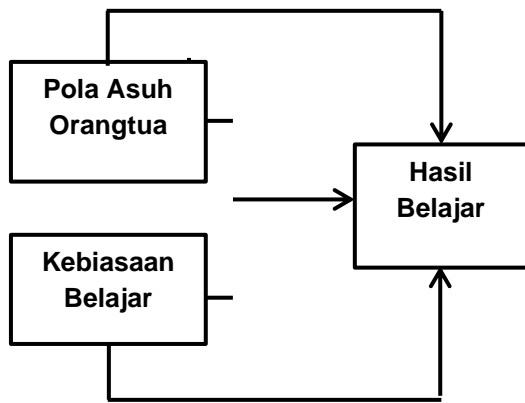 Pola Asuh
Orangtua
Hasil
Belajar
Kebiasaan
Belajar